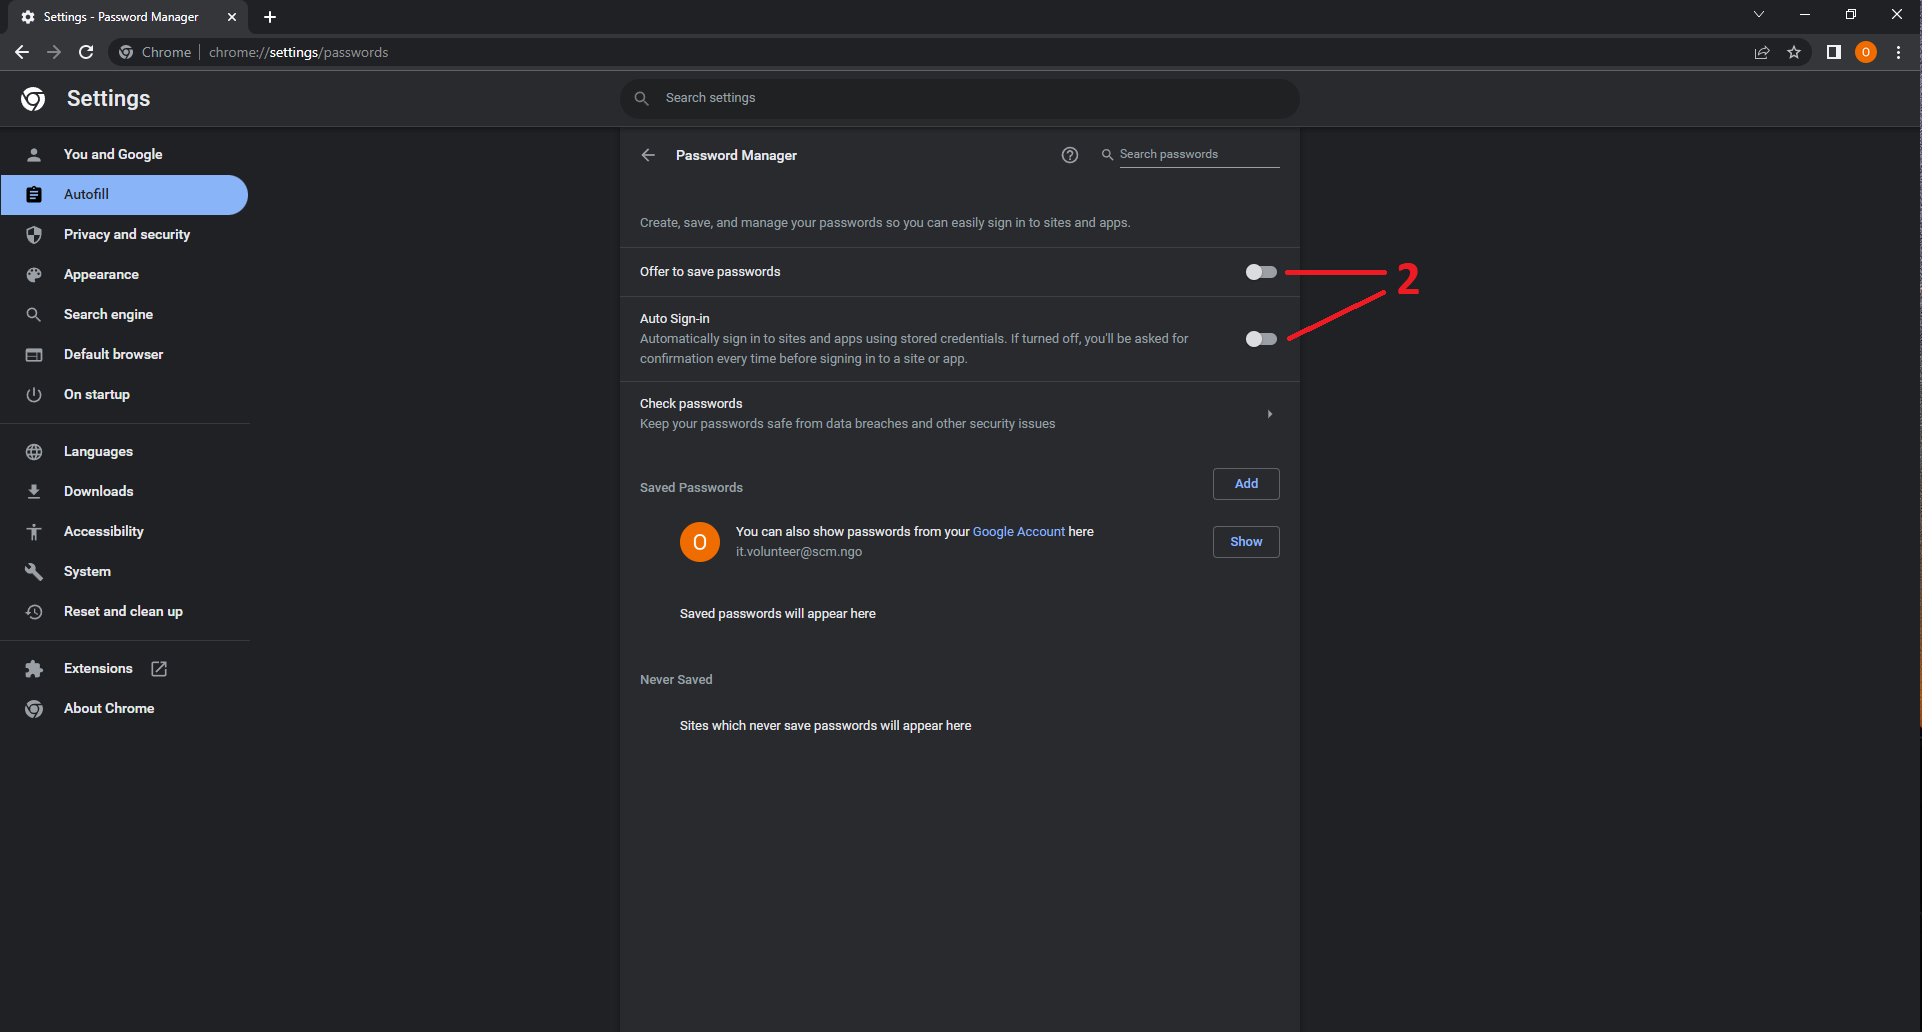 Settings - Password Manager
Chrome
chrome://settings/passwords
O
Settings
Search settings
You and Google
Autofill
Privacy and security
Appearance
Search engine
Default browser
On startup
Languages
Downloads
Accessibility
System
Reset and clean up
Extensions
About Chrome
Password Manager
Search passwords
Create, save, and manage your passwords so you can easily sign in to sites and apps.
Offer to save passwords
2
Auto Sign-in
Automatically sign in to sites and apps using stored credentials. If turned off, you'll be asked for
confirmation every time before signing in to a site or app.
Check passwords
Keep your passwords safe from data breaches and other security issues
Saved Passwords
Add
O
You can also show passwords from your Google Account here
it.volunteer@scm.ngo
Show
Saved passwords will appear here
Never Saved
Sites which never save passwords will appear here